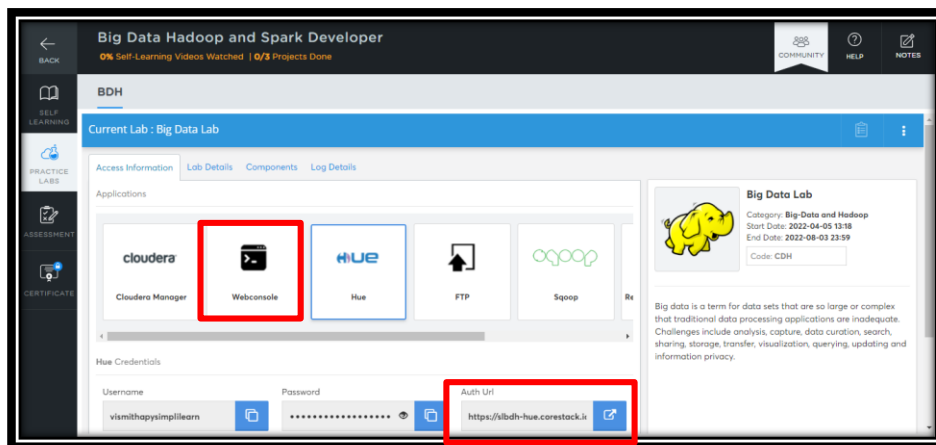 BACK
Big Data Hadoop and Spark Developer
0% Self-Learning Videos Watched | 0/3 Projects Done
COMMUNITY
HELP
NOTES
SELF LEARNING
PRACTICE LABS
ASSESSMENT
CERTIFICATE
BDH
Current Lab : Big Data Lab
Access Information Lab Details Components Log Details
Applications
cloudera
HUE
sqoop
Cloudera Manager Webconsole Hue FTP Sqoop Re
Hue Credentials
Username Password Auth Url
vismithapysimplilearn •••••••••••••••••• https://slbdh-hue.corestack.i
Big Data Lab
Category: Big-Data and Hadoop
Start Date: 2022-04-05 13:18
End Date: 2022-08-03 23:59
Code: CDH
Big data is a term for data sets that are so large or complex
that traditional data processing applications are inadequate.
Challenges include analysis, capture, data curation, search,
sharing, storage, transfer, visualization, querying, updating and
information privacy.